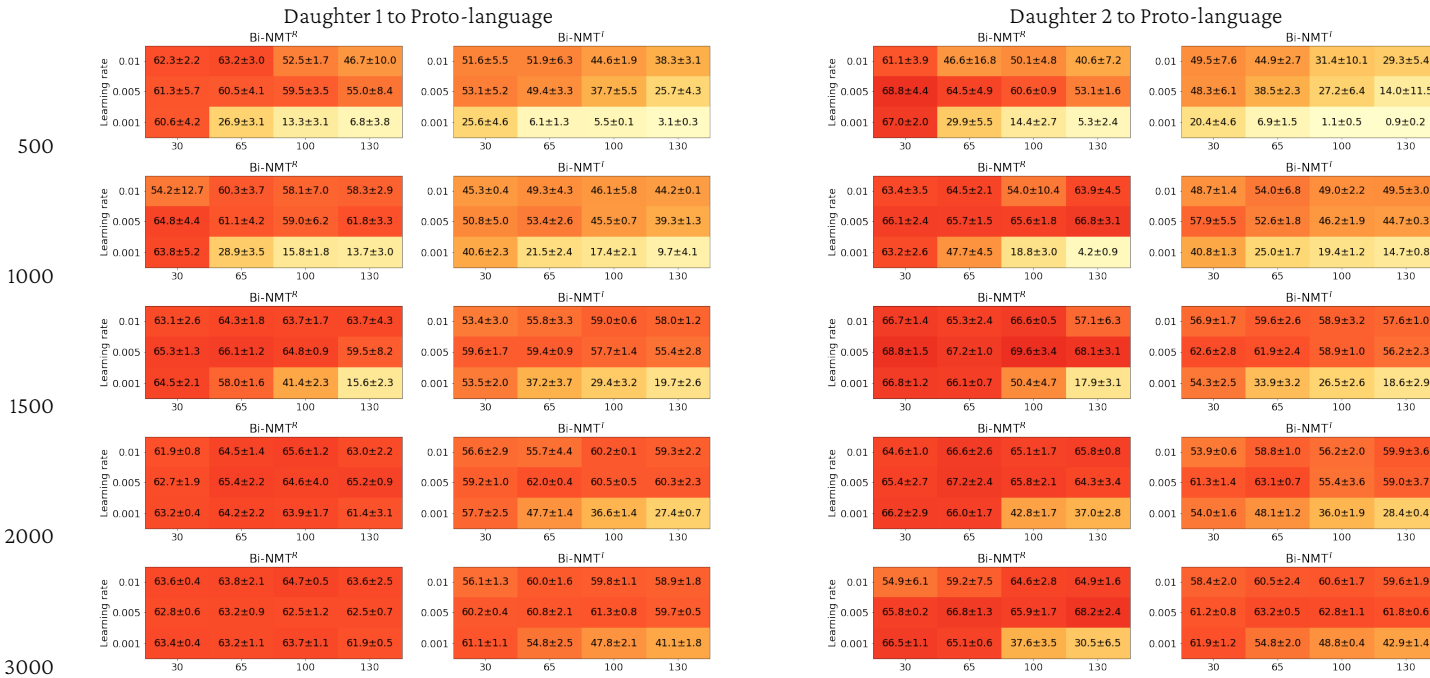 Daughter 1 to Proto-language Daughter 2 to Proto-language
Bi-NMT^R Bi-NMT^I Bi-NMT^R Bi-NMT^I
Learning rate
0.01 62.3±2.2 63.2±3.0 52.5±1.7 46.7±10.0 0.01 51.6±5.5 51.9±6.3 44.6±1.9 38.3±3.1 0.01 61.1±3.9 46.6±16.8 50.1±4.8 40.6±7.2 0.01 49.5±7.6 44.9±2.7 31.4±10.1 29.3±5.4
0.005 61.3±5.7 60.5±4.1 59.5±3.5 55.0±8.4 0.005 53.1±5.2 49.4±3.3 37.7±5.5 25.7±4.3 0.005 68.8±4.4 64.5±4.9 60.6±0.9 53.1±1.6 0.005 48.3±6.1 38.5±2.3 27.2±6.4 14.0±11.5
0.001 60.6±4.2 26.9±3.1 13.3±3.1 6.8±3.8 0.001 25.6±4.6 6.1±1.3 5.5±0.1 3.1±0.3 Learning rate 0.001 67.0±2.0 29.9±5.5 14.4±2.7 5.3±2.4 0.001 20.4±4.6 6.9±1.5 1.1±0.5 0.9±0.2
500 30 65 100 130 30 65 100 130 30 65 100 130 30 65 100 130
Bi-NMT^R Bi-NMT^I Bi-NMT^R Bi-NMT^I
Learning rate
0.01 54.2±12.7 60.3±3.7 58.1±7.0 58.3±2.9 0.01 45.3±0.4 49.3±4.3 46.1±5.8 44.2±0.1 0.01 63.4±3.5 64.5±2.1 54.0±10.4 63.9±4.5 0.01 48.7±1.4 54.0±6.8 49.0±2.2 49.5±3.0
0.005 64.8±4.4 61.1±4.2 59.0±6.2 61.8±3.3 0.005 50.8±5.0 53.4±2.6 45.5±0.7 39.3±1.3 0.005 66.1±2.4 65.7±1.5 65.6±1.8 66.8±3.1 0.005 57.9±5.5 52.6±1.8 46.2±1.9 44.7±0.3
0.001 63.8±5.2 28.9±3.5 15.8±1.8 13.7±3.0 0.001 40.6±2.3 21.5±2.4 17.4±2.1 9.7±4.1 Learning rate 0.001 63.2±2.6 47.7±4.5 18.8±3.0 4.2±0.9 0.001 40.8±1.3 25.0±1.7 19.4±1.2 14.7±0.8
1000 30 65 100 130 30 65 100 130 30 65 100 130 30 65 100 130
Bi-NMT^R Bi-NMT^I Bi-NMT^R Bi-NMT^I
Learning rate
0.01 63.1±2.6 64.3±1.8 63.7±1.7 63.7±4.3 0.01 53.4±3.0 55.8±3.3 59.0±0.6 58.0±1.2 0.01 66.7±1.4 65.3±2.4 66.6±0.5 57.1±6.3 0.01 56.9±1.7 59.6±2.6 58.9±3.2 57.6±1.0
0.005 65.3±1.3 66.1±1.2 64.8±0.9 59.5±8.2 0.005 59.6±1.7 59.4±0.9 57.7±1.4 55.4±2.8 0.005 68.8±1.5 67.2±1.0 69.6±3.4 68.1±3.1 0.005 62.6±2.8 61.9±2.4 58.9±1.0 56.2±2.3
0.001 64.5±2.1 58.0±1.6 41.4±2.3 15.6±2.3 0.001 53.5±2.0 37.2±3.7 29.4±3.2 19.7±2.6 Learning rate 0.001 66.8±1.2 66.1±0.7 50.4±4.7 17.9±3.1 0.001 54.3±2.5 33.9±3.2 26.5±2.6 18.6±2.9
1500 30 65 100 130 30 65 100 130 30 65 100 130 30 65 100 130
Bi-NMT^R Bi-NMT^I Bi-NMT^R Bi-NMT^I
Learning rate
0.01 61.9±0.8 64.5±1.4 65.6±1.2 63.0±2.2 0.01 56.6±2.9 55.7±4.4 60.2±0.1 59.3±2.2 0.01 64.6±1.0 66.6±2.6 65.1±1.7 65.8±0.8 0.01 53.9±0.6 58.8±1.0 56.2±2.0 59.9±3.6
0.005 62.7±1.9 65.4±2.2 64.6±4.0 65.2±0.9 0.005 59.2±1.0 62.0±0.4 60.5±0.5 60.3±2.3 0.005 65.4±2.7 67.2±2.4 65.8±2.1 64.3±3.4 0.005 61.3±1.4 63.1±0.7 55.4±3.6 59.0±3.7
0.001 63.2±0.4 64.2±2.2 63.9±1.7 61.4±3.1 0.001 57.7±2.5 47.7±1.4 36.6±1.4 27.4±0.7 Learning rate 0.001 66.2±2.9 66.0±1.7 42.8±1.7 37.0±2.8 0.001 54.0±1.6 48.1±1.2 36.0±1.9 28.4±0.4
2000 30 65 100 130 30 65 100 130 30 65 100 130 30 65 100 130
Bi-NMT^R Bi-NMT^I Bi-NMT^R Bi-NMT^I
Learning rate
0.01 63.6±0.4 63.8±2.1 64.7±0.5 63.6±2.5 0.01 56.1±1.3 60.0±1.6 59.8±1.1 58.9±1.8 0.01 54.9±6.1 59.2±7.5 64.6±2.8 64.9±1.6 0.01 58.4±2.0 60.5±2.4 60.6±1.7 59.6±1.9
0.005 62.8±0.6 63.2±0.9 62.5±1.2 62.5±0.7 0.005 60.2±0.4 60.8±2.1 61.3±0.8 59.7±0.5 0.005 65.8±0.2 66.8±1.3 65.9±1.7 68.2±2.4 0.005 61.2±0.8 63.2±0.5 62.8±1.1 61.8±0.6
0.001 63.4±0.4 63.2±1.1 63.7±1.1 61.9±0.5 0.001 61.1±1.1 54.8±2.5 47.8±2.1 41.1±1.8 Learning rate 0.001 66.5±1.1 65.1±0.6 37.6±3.5 30.5±6.5 0.001 61.9±1.2 54.8±2.0 48.8±0.4 42.9±1.4
3000 30 65 100 130 30 65 100 130 30 65 100 130 30 65 100 130